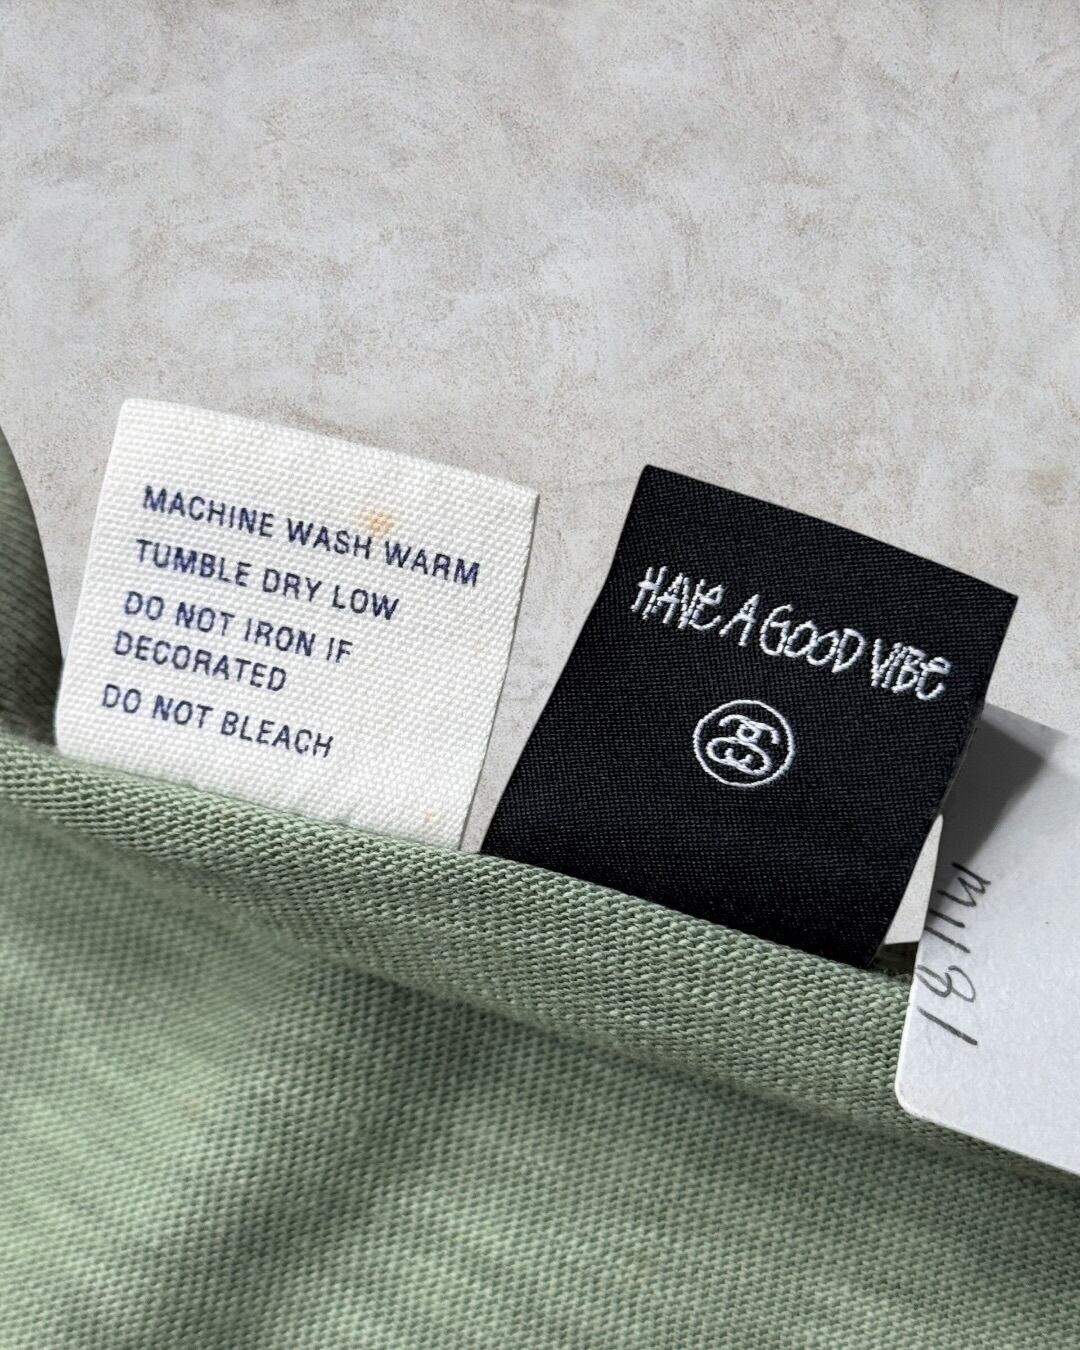 MACHINE WASH WARM
TUMBLE DRY LOW
DO NOT IRON IF
DECORATED
DO NOT BLEACH
HAVE A GOOD VIBE